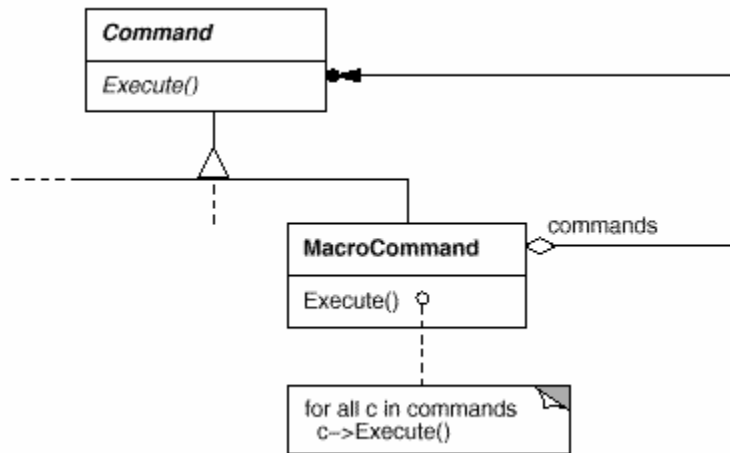 Command
Execute()
commands
MacroCommand
Execute()
for all c in commands
c->Execute()